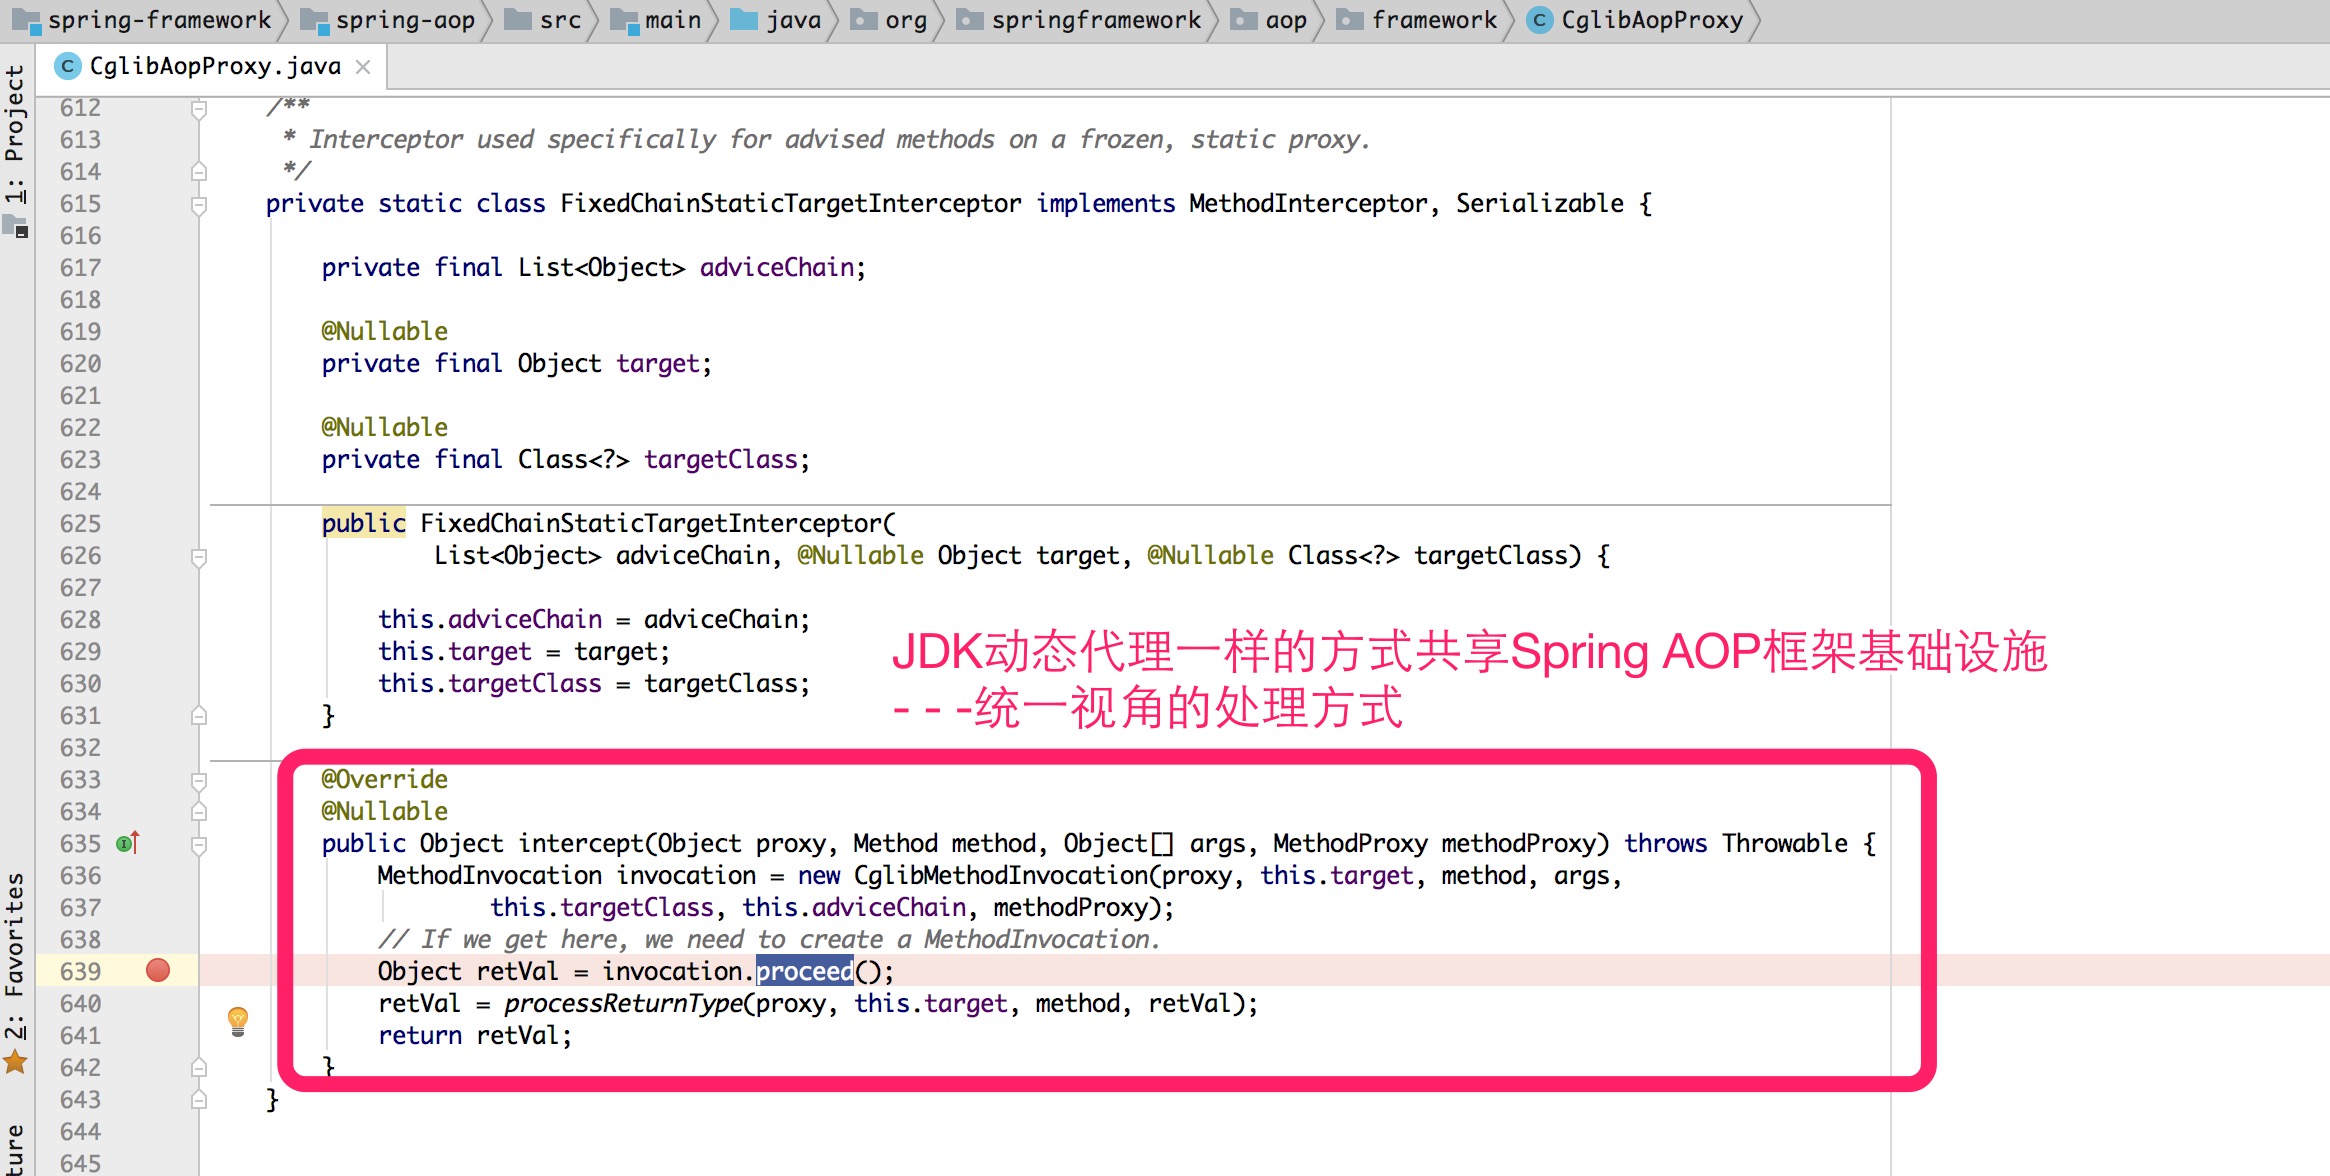 spring-framework spring-aop src main java org springframework aop framework CglibAopProxy
CglibAopProxy.java
1: Project
2: Favorites
ture
612 /**
613 * Interceptor used specifically for advised methods on a frozen, static proxy.
614 */
615 private static class FixedChainStaticTargetInterceptor implements MethodInterceptor, Serializable {
616
617 private final List<Object> adviceChain;
618
619 @Nullable
620 private final Object target;
621
622 @Nullable
623 private final Class<?> targetClass;
624
625 public FixedChainStaticTargetInterceptor(
626 List<Object> adviceChain, @Nullable Object target, @Nullable Class<?> targetClass) {
627
628 this.adviceChain = adviceChain;
629 this.target = target;
630 this.targetClass = targetClass;
JDK动态代理一样的方式共享Spring AOP框架基础设施
- - -统一视角的处理方式
631 }
632
633 @Override
634 @Nullable
635 public Object intercept(Object proxy, Method method, Object[] args, MethodProxy methodProxy) throws Throwable {
636 MethodInvocation invocation = new CglibMethodInvocation(proxy, this.target, method, args,
637 this.targetClass, this.adviceChain, methodProxy);
638 // If we get here, we need to create a MethodInvocation.
639 Object retVal = invocation.proceed();
640 retVal = processReturnType(proxy, this.target, method, retVal);
641 return retVal;
642 }
643 }
644
645